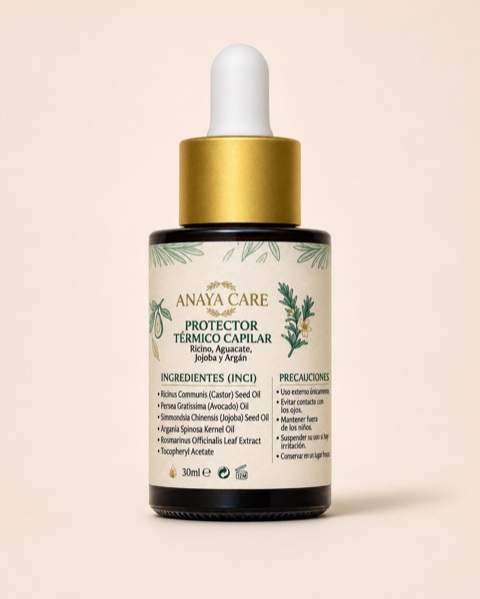 ANAYA CARE
PROTECTOR
TÉRMICO CAPILAR
Ricino, Aguacate,
Jojoba y Argán
INGREDIENTES (INCI)
• Ricinus Communis (Castor) Seed Oil
• Persea Gratissima (Avocado) Oil
• Simmondsia Chinensis (Jojoba) Seed Oil
• Argania Spinosa Kernel Oil
• Rosmarinus Officinalis Leaf Extract
• Tocopheryl Acetate
30ml ℮
12M
PRECAUCIONES
• Uso externo únicamente.
• Evitar contacto con
los ojos.
• Mantener fuera
de los niños.
• Suspender su uso si hay
irritación.
• Conservar en un lugar fresco